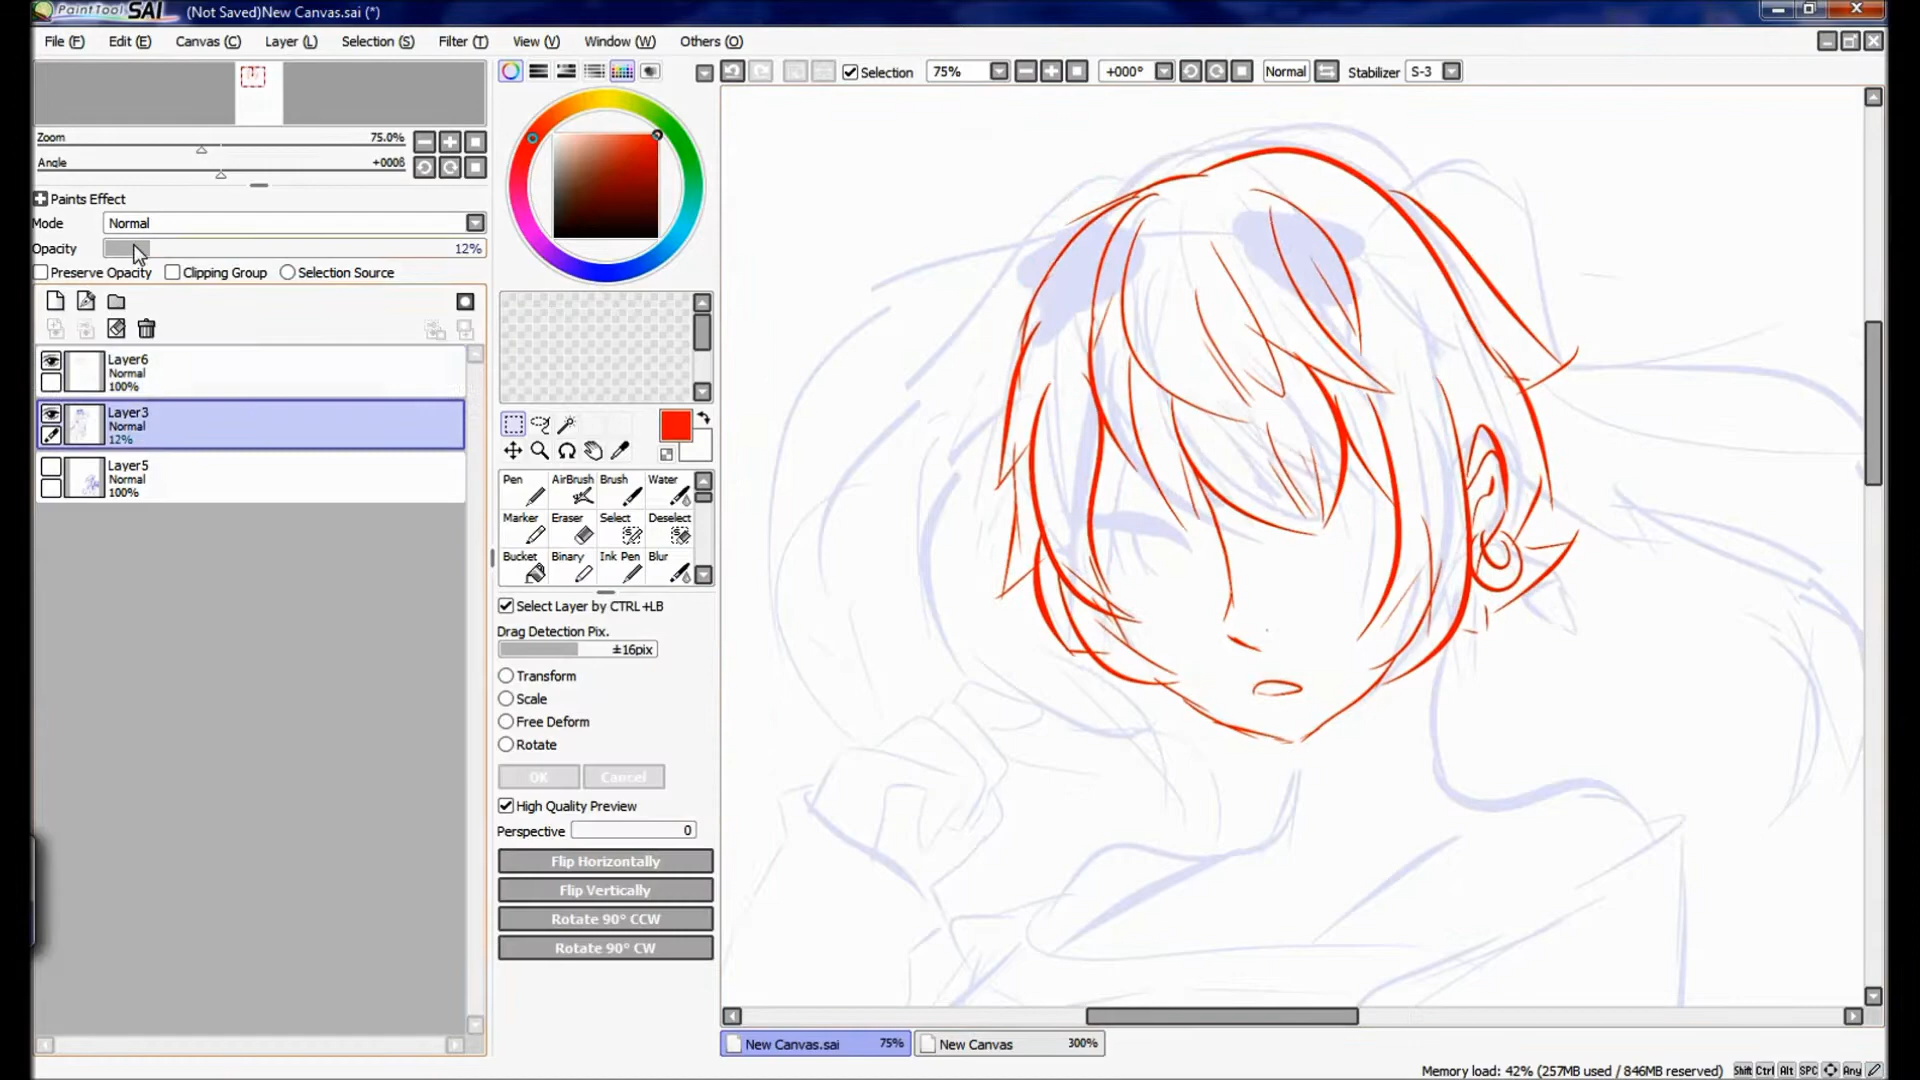 PaintTool SAI (Not Saved)New Canvas.sai (*)
File (F) Edit (E) Canvas (C) Layer (L) Selection (S) Filter (T) View (V) Window (W) Others (O)
Selection 75% +000° Normal Stabilizer S-3
Zoom 75.0%
Angle +000δ
Paints Effect
Mode Normal
Opacity 12%
Preserve Opacity Clipping Group Selection Source
Layer6
Normal
100%
Layer3
Normal
12%
Layer5
Normal
100%
Pen AirBrush Brush Water
Marker Eraser Select Deselect
Bucket Binary Ink Pen Blur
Select Layer by CTRL+LB
Drag Detection Pix.
±16pix
Transform
Scale
Free Deform
Rotate
OK Cancel
High Quality Preview
Perspective 0
Flip Horizontally
Flip Vertically
Rotate 90° CCW
Rotate 90° CW
New Canvas.sai 75% New Canvas 300%
Memory load: 42% (257MB used / 846MB reserved) Shift Ctrl Alt SPC Any